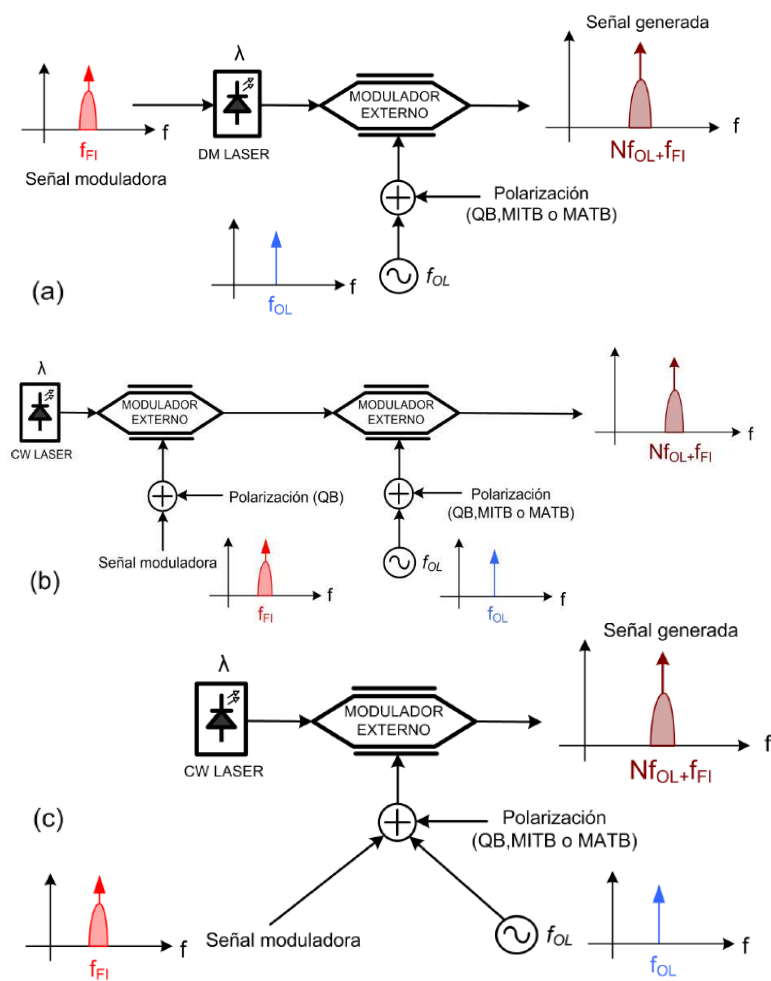 Señal generada
λ
MODULADOR
EXTERNO
f
f
f_FI
DM LASER
Nf_OL+f_FI
Señal moduladora
Polarización
(QB,MITB o MATB)
f_OL
f
f_OL
(a)
λ
MODULADOR
EXTERNO
MODULADOR
EXTERNO
f
CW LASER
Nf_OL+f_FI
Polarización (QB)
Polarización
(QB,MITB o MATB)
Señal moduladora
f_OL
f
f
f_FI
f_OL
(b)
Señal generada
λ
MODULADOR
EXTERNO
f
CW LASER
Nf_OL+f_FI
(c)
Polarización
(QB,MITB o MATB)
Señal moduladora
f_OL
f
f
f_FI
f_OL